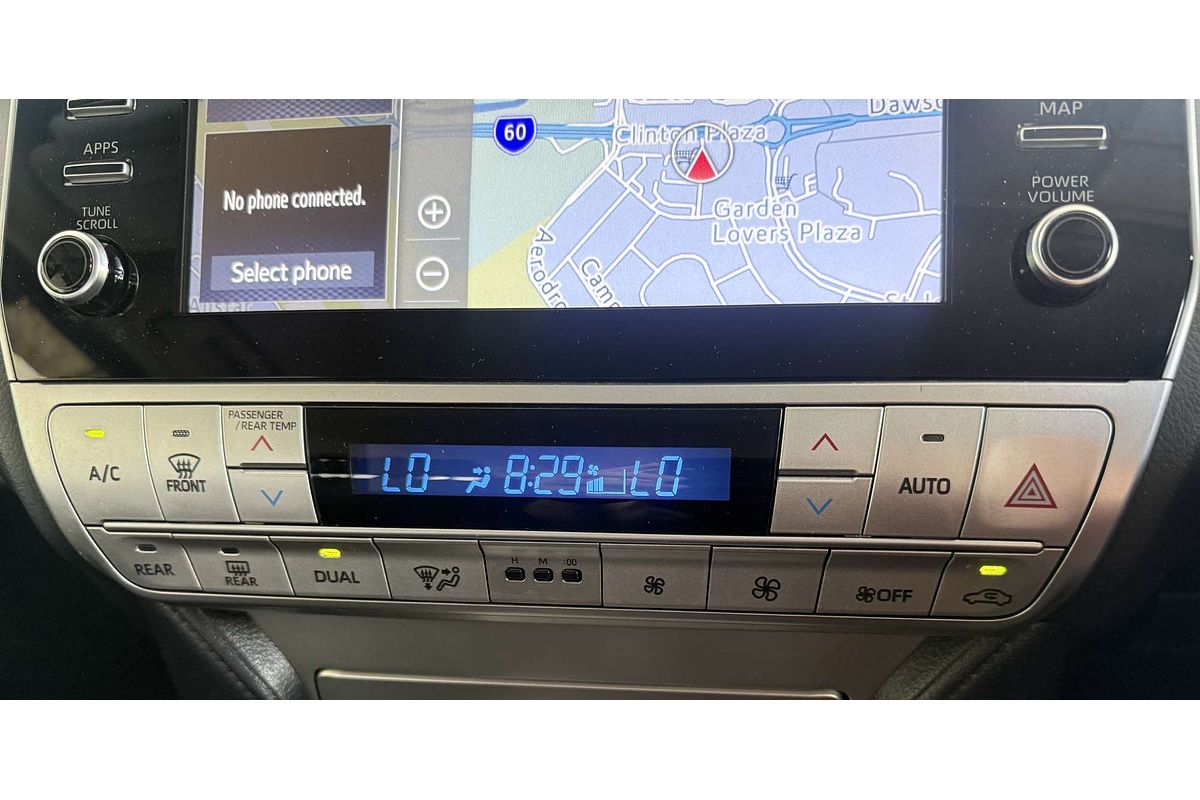 APPS
TUNE
SCROLL
No phone connected.
Select phone
60
Clinton Plaza
Garden
Lovers Plaza
MAP
POWER
VOLUME
A/C
FRONT
PASSENGER
/REAR TEMP
LO 8:29 LO
AUTO
REAR
REAR
DUAL
H M :00
OFF